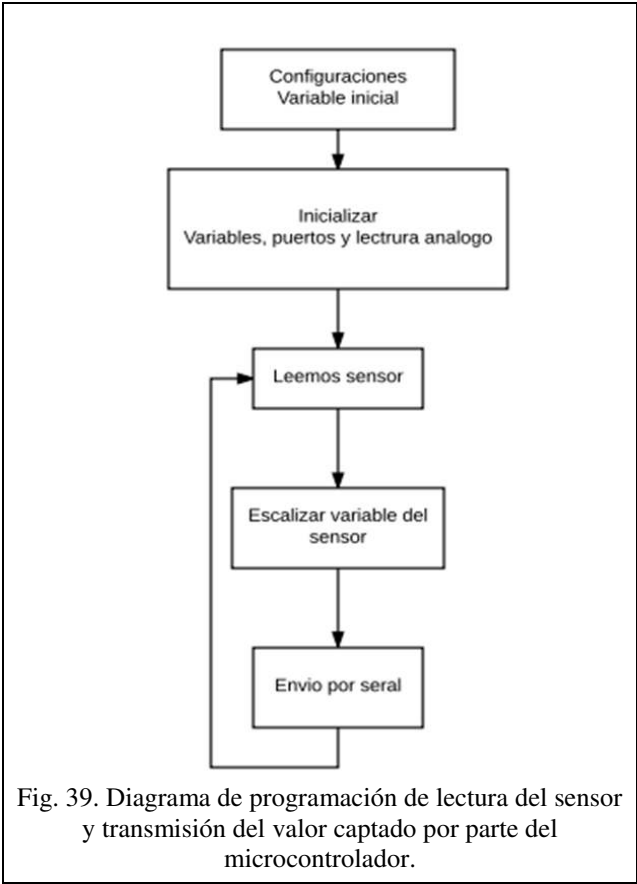 Configuraciones
Variable inicial
Inicializar
Variables, puertos y lectrura analogo
Leemos sensor
Escalizar variable del
sensor
Envio por seral
Fig. 39. Diagrama de programación de lectura del sensor
y transmisión del valor captado por parte del
microcontrolador.